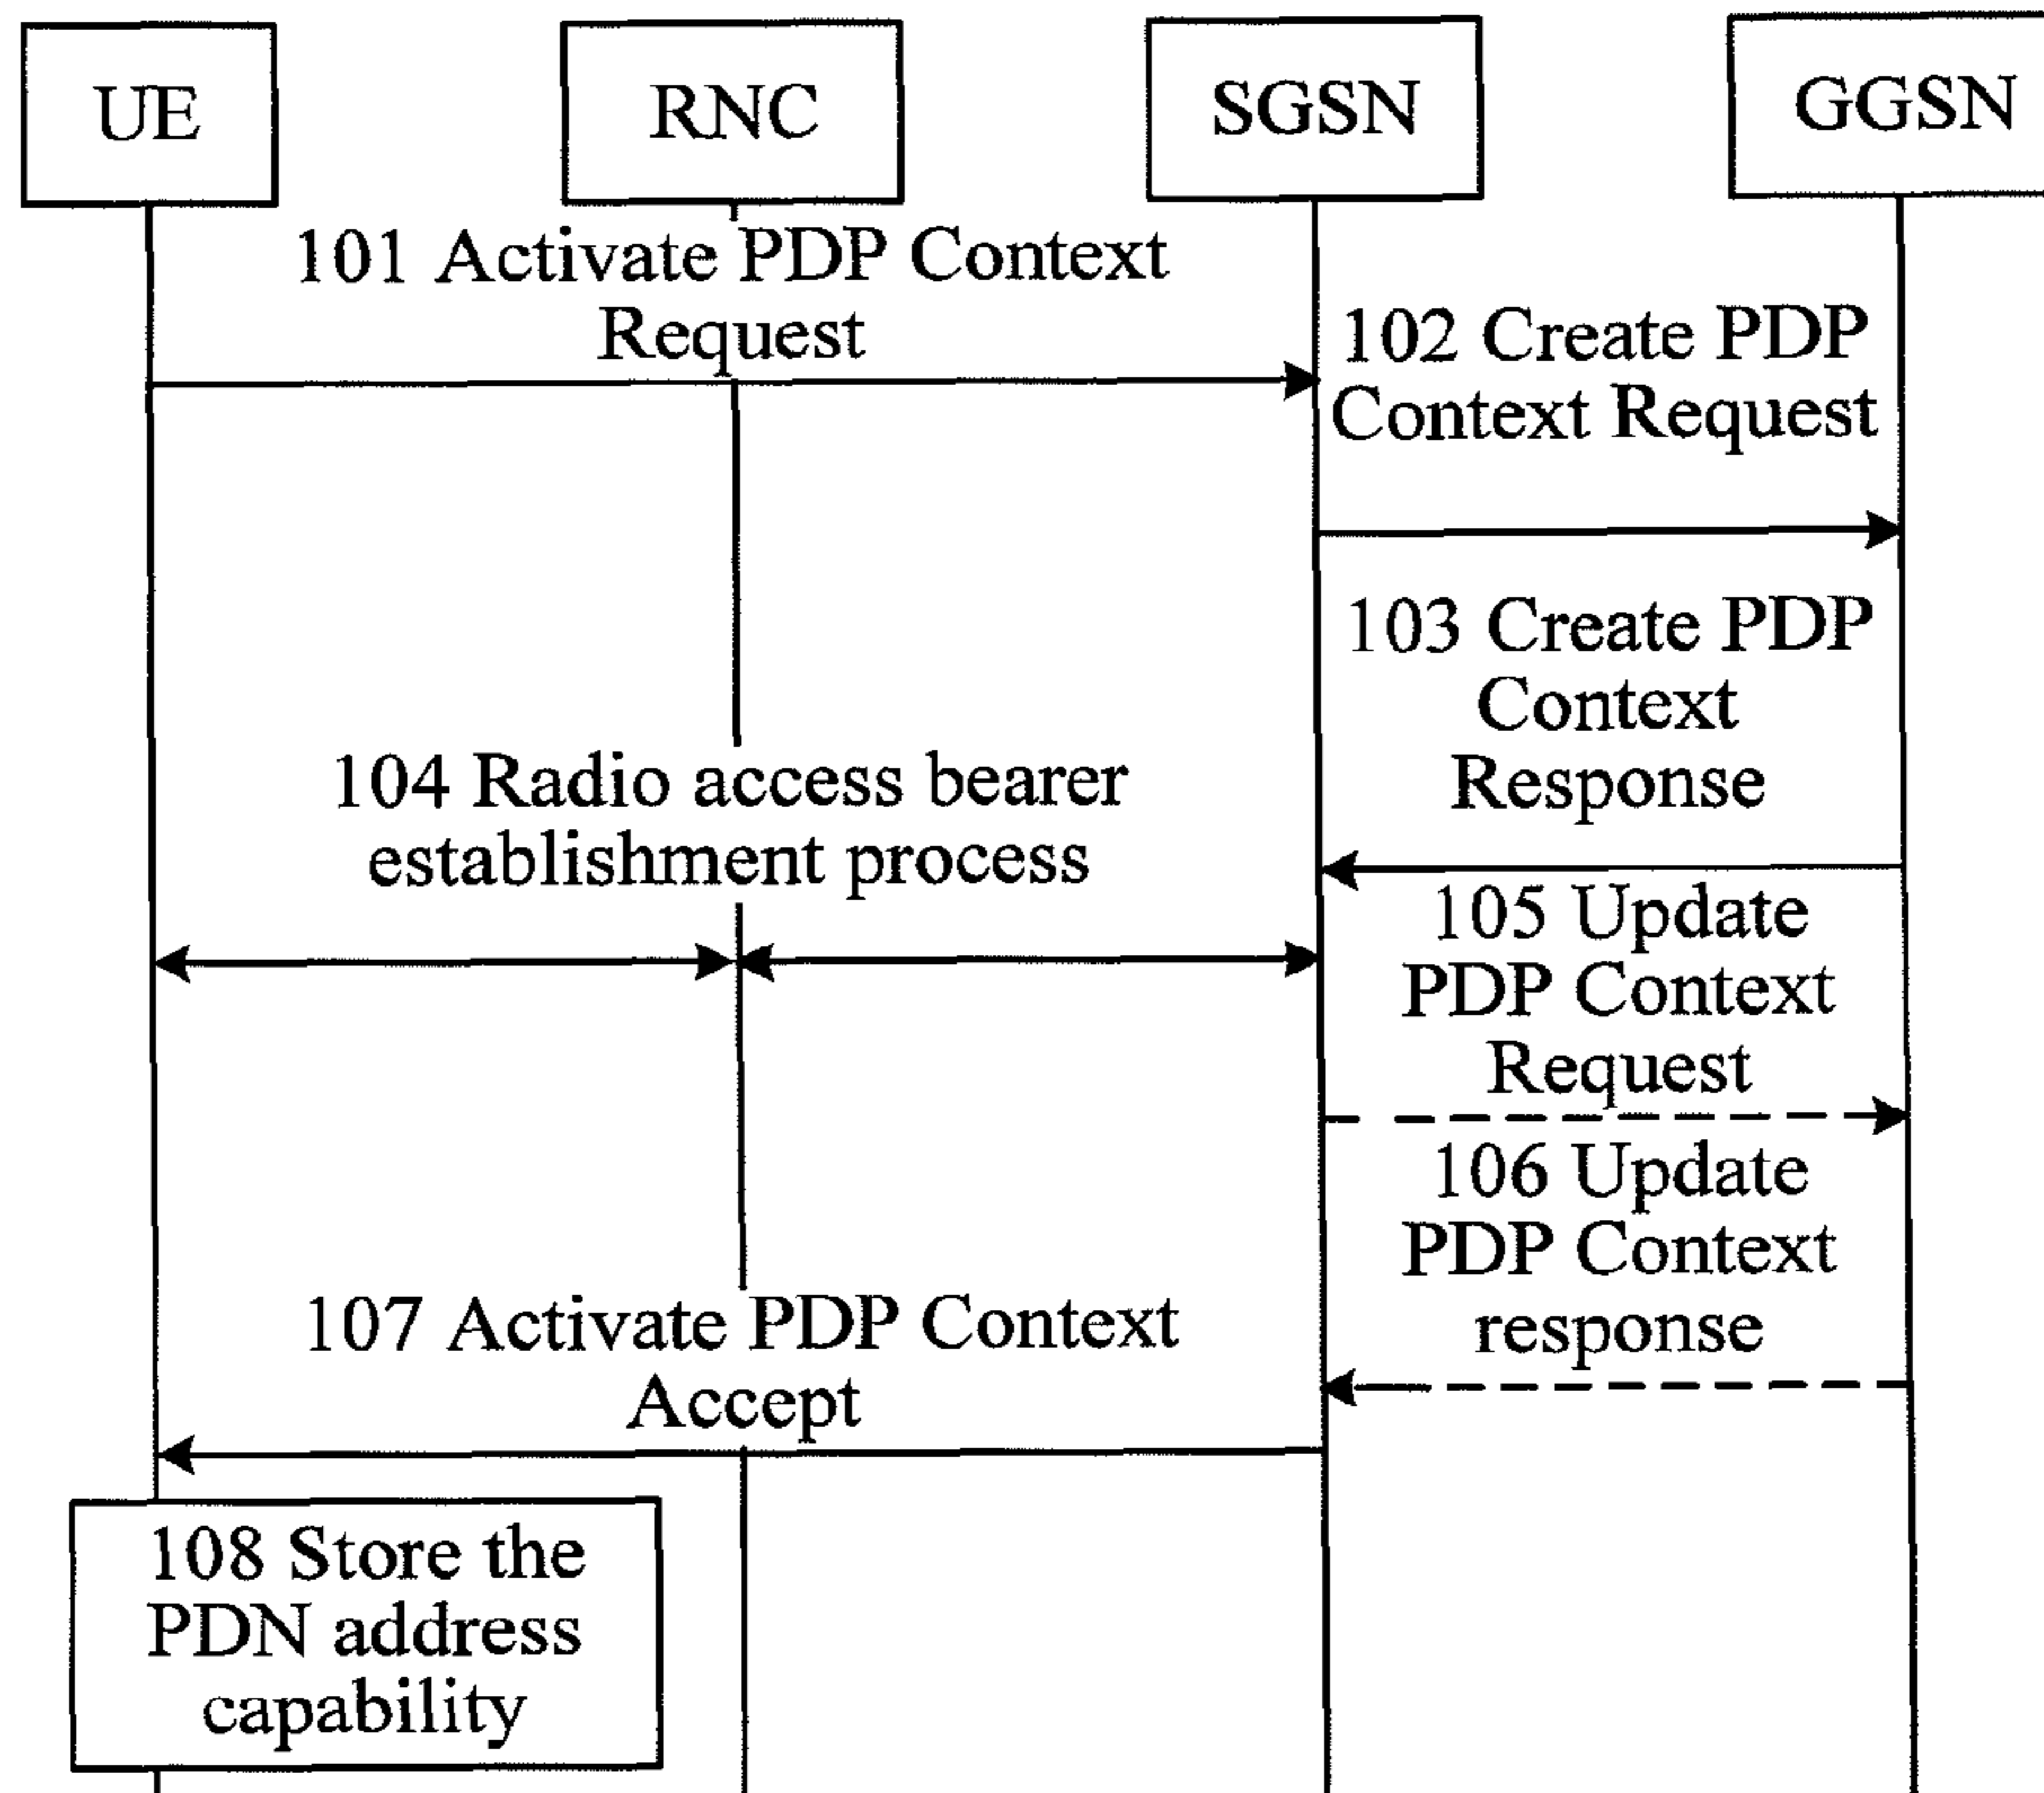 UE
RNC
SGSN
GGSN
101 Activate PDP Context
Request
102 Create PDP
Context Request
103 Create PDP
Context
Response
104 Radio access bearer
establishment process
105 Update
PDP Context
Request
106 Update
PDP Context
response
107 Activate PDP Context
Accept
108 Store the
PDN address
capability